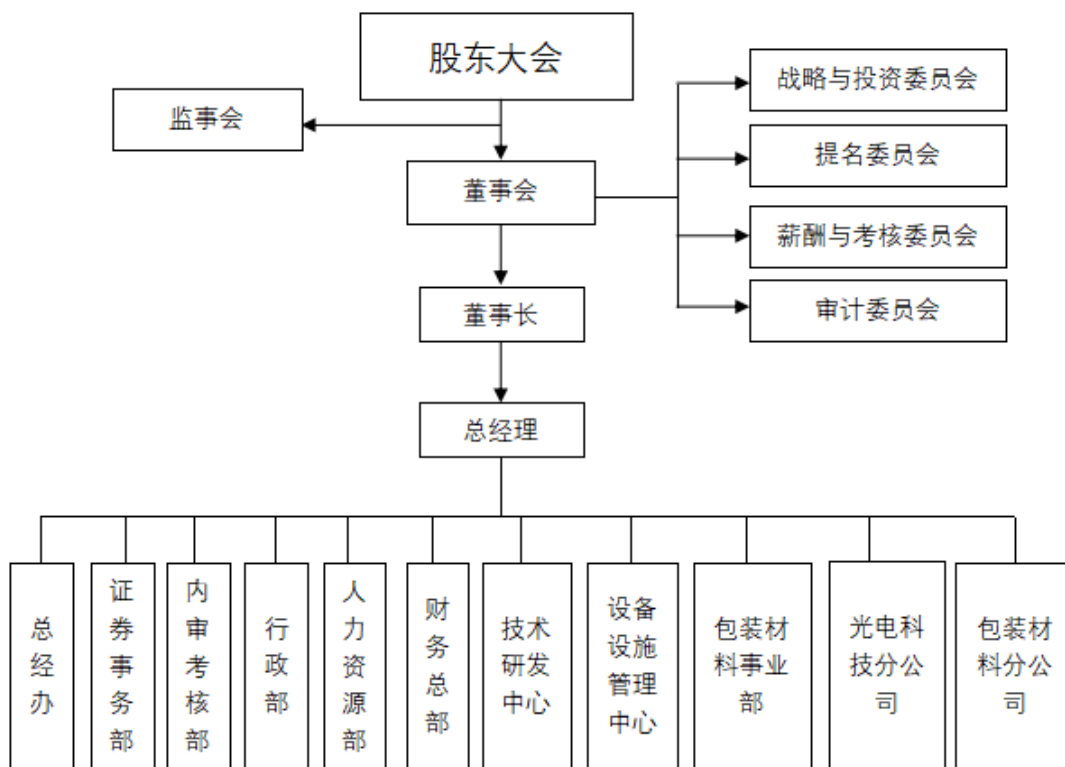 股东大会
战略与投资委员会
监事会
提名委员会
董事会
薪酬与考核委员会
董事长
审计委员会
总经理
总经办
证券事务部
内审考核部
行政部
人力资源部
财务总部
技术
研发
中心
设备
设施
管理
中心
包装材
料事业
部
光电科
技分公
司
包装材
料分公
司